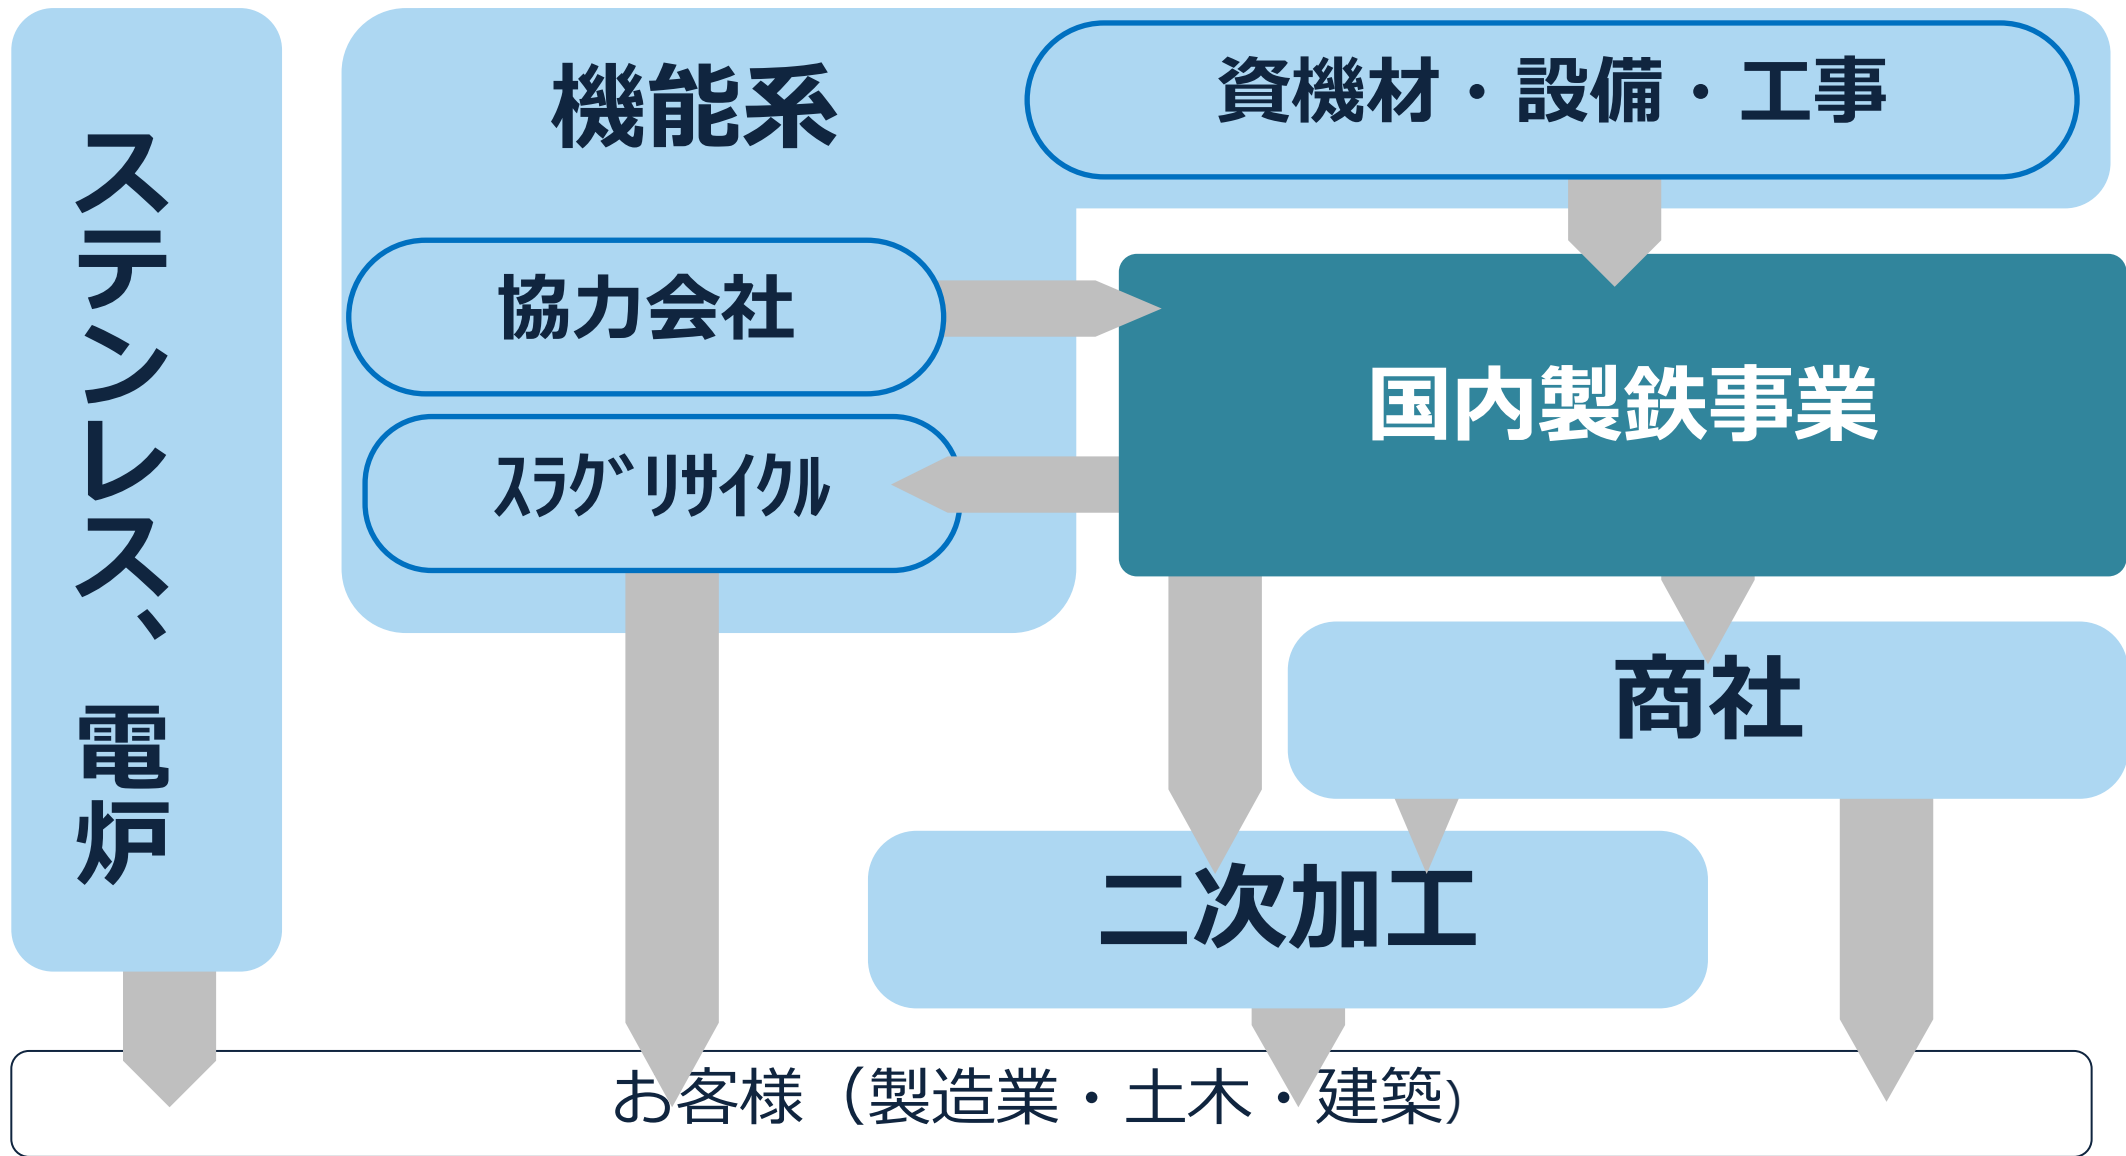 ステンレス、電炉
機能系
資機材・設備・工事
協力会社
ｽﾗｸﾞﾘｻｲｸﾙ
国内製鉄事業
商社
二次加工
お客様（製造業・土木・建築)